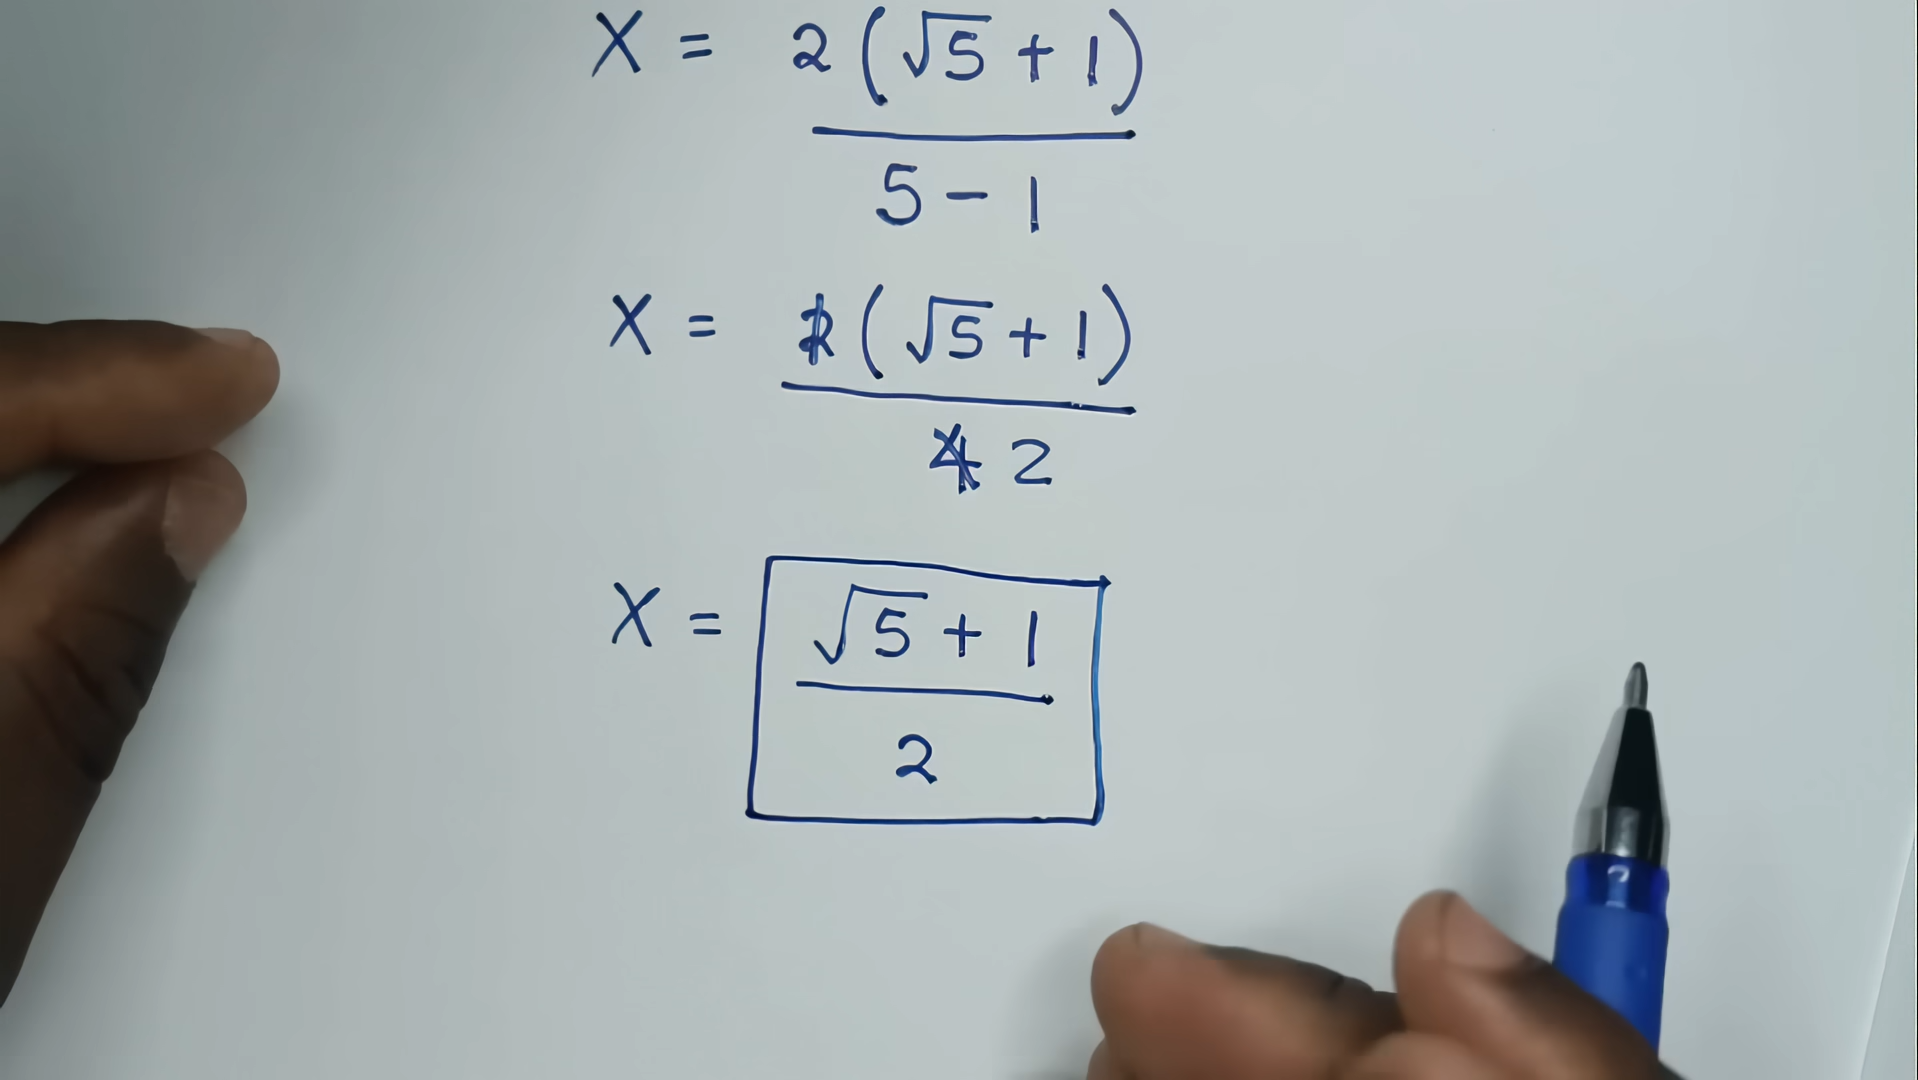 X = 2(√5 + 1)
5 - 1
X = 2(√5 + 1)
4 2
X = √5 + 1
2